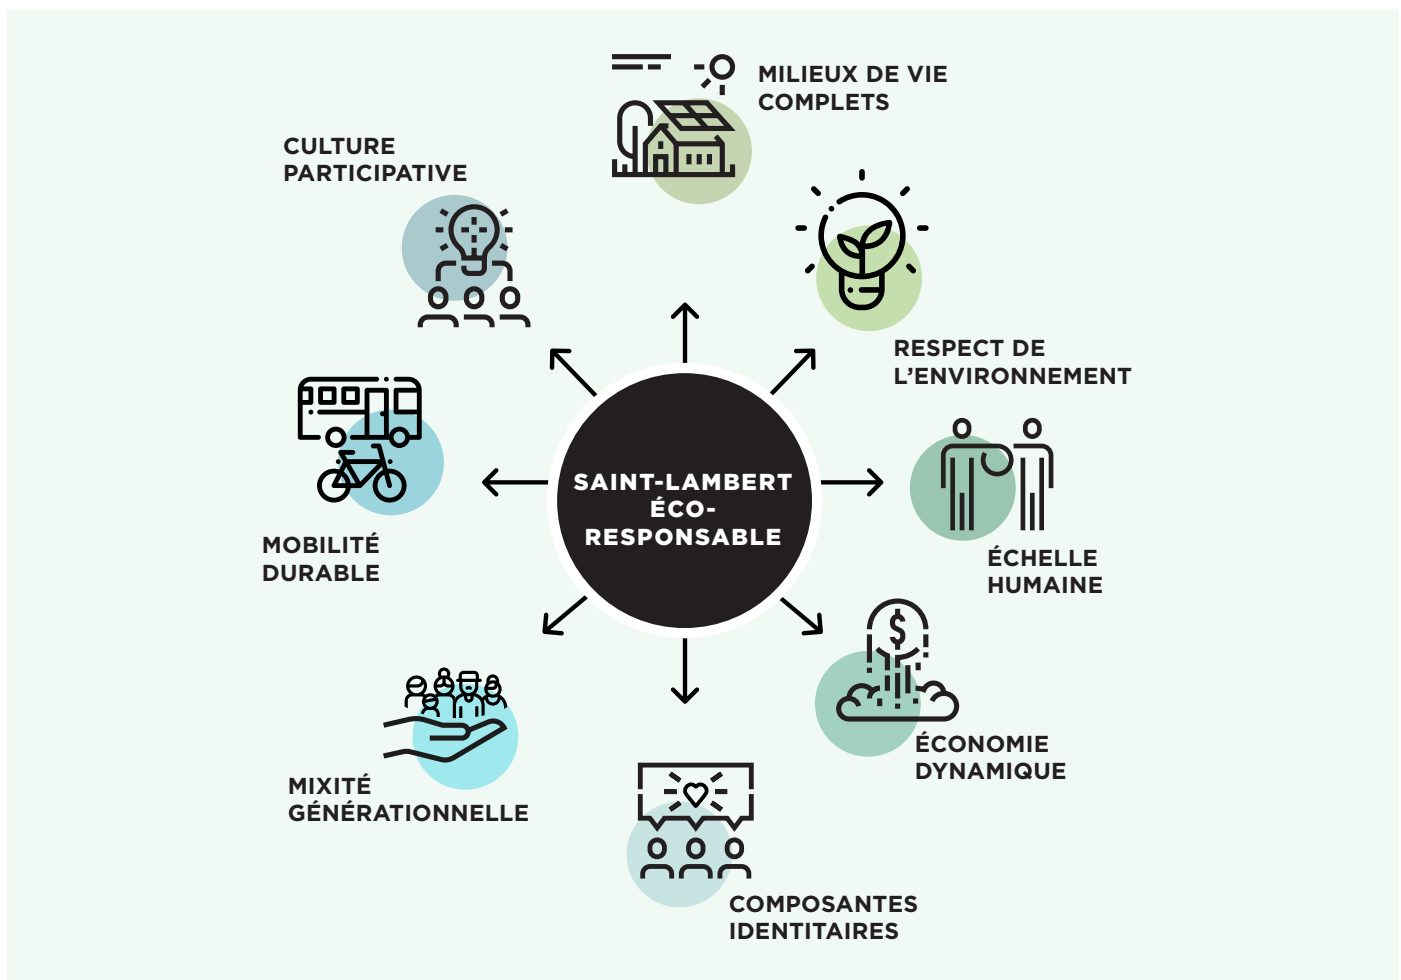 MILIEUX DE VIE
COMPLETS
CULTURE
PARTICIPATIVE
RESPECT DE
L'ENVIRONNEMENT
SAINT-LAMBERT
ÉCO-
RESPONSABLE
MOBILITÉ
DURABLE
ÉCHELLE
HUMAINE
$
ÉCONOMIE
DYNAMIQUE
MIXITÉ
GÉNÉRATIONNELLE
COMPOSANTES
IDENTITAIRES